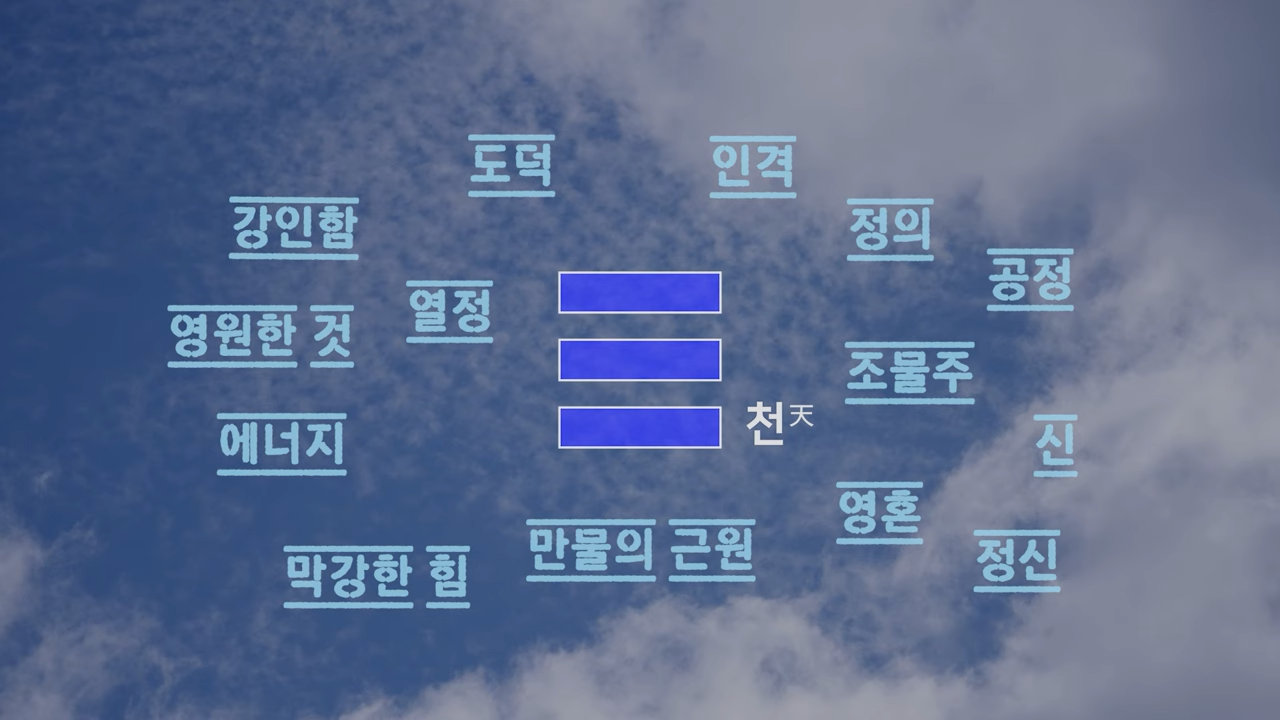 도덕
인격
강인함
정의
공정
열정
영원한 것
조물주
천天
에너지
신
영혼
만물의 근원
정신
막강한 힘